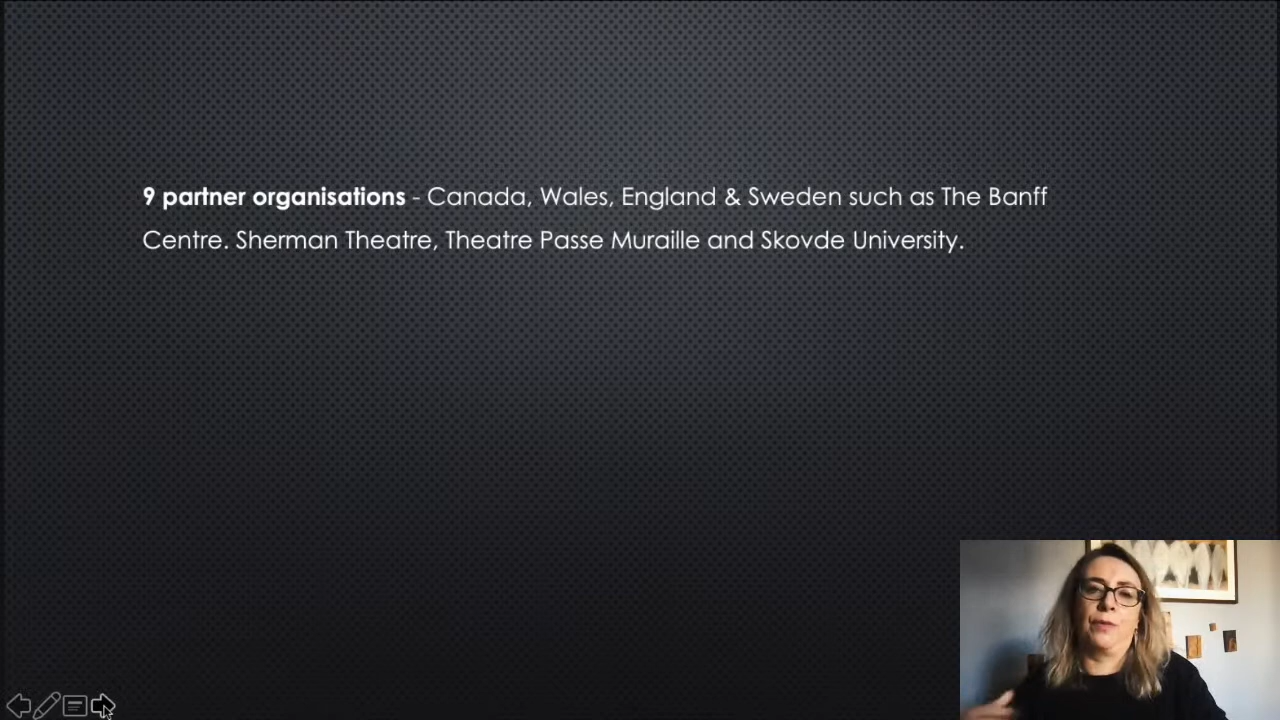 9 partner organisations - Canada, Wales, England & Sweden such as The Banff
Centre. Sherman Theatre, Theatre Passe Muraille and Skovde University.